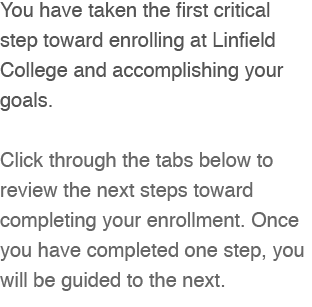 You have taken the first critical
step toward enrolling at Linfield
College and accomplishing your
goals.
Click through the tabs below to
review the next steps toward
completing your enrollment. Once
you have completed one step, you
will be guided to the next.